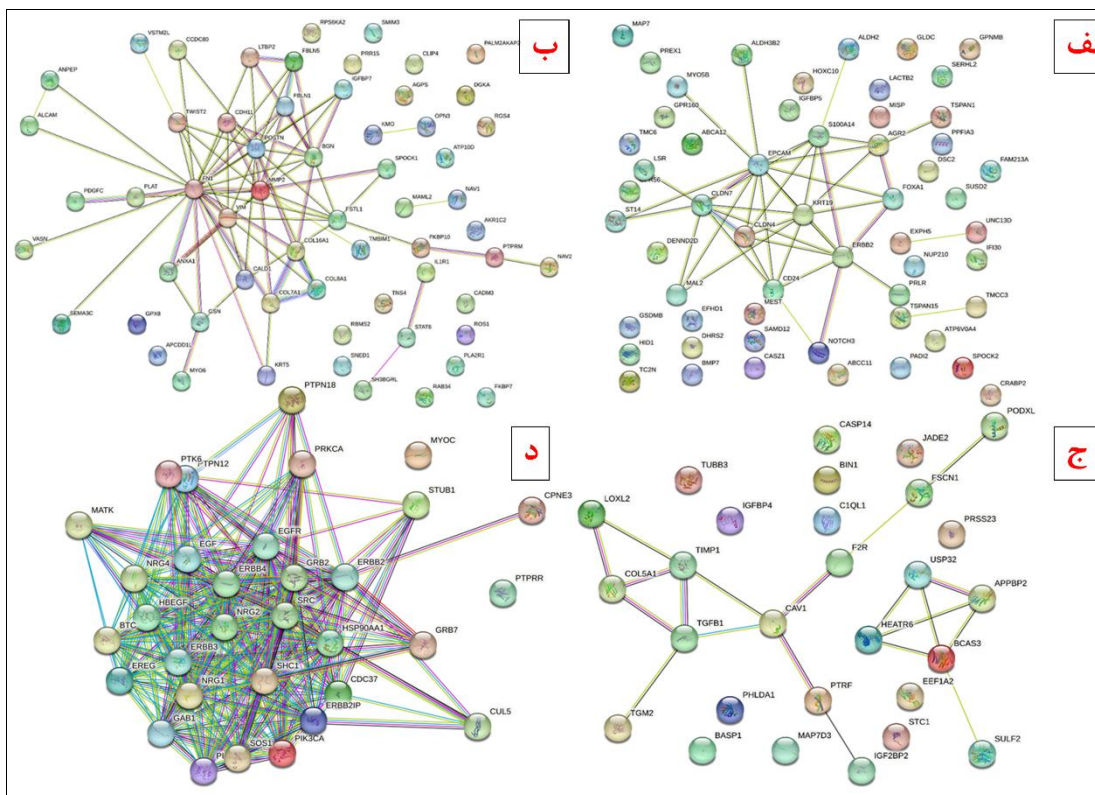 الف
MAP7
PREX1
ALDH3B2
ALDH2
GLDC
GPNMB
MYO5B
HOXC10
SERHL2
LACTB2
GPR160
IGFBP5
S100A14
MISP
TSPAN1
TMC6
ABCA12
EPCAM
AGR2
PPFIA3
DSC2
FAM213A
LSR
CLDN7
FOXA1
SUSD2
ST14
KRT19
CLDN4
UNC13D
EXPH5
DENND2D
ERBB2
IFI30
NUP210
MAL2
CD24
PRLR
TSPAN15
TMCC3
GSDMB
EFHD1
MEST
ATP6V0A4
HID1
DHRS2
SAMD12
NOTCH3
PADI2
SPOCK2
TC2N
BMP7
CASZ1
ABCC11
CRABP2
ب
RPS6KA2
SMIM3
VSTM2L
CCDC80
LTBP2
FBLN5
PRR15
CLIP4
PALM2AKAP2
ANPEP
IGFBP7
AGPS
DGKA
TWIST2
CDH11
FBLN1
ALCAM
POSTN
KMO
OPN3
BGN
ATP10D
FN1
MMP2
SPOCK1
PDGFC
PLAT
MAML2
NAV1
VIM
FSTL1
AKR1C2
VASN
COL16A1
TMBIM1
FKBP10
PTPRM
ANXA1
CALD1
IL1R1
NAV2
COL7A1
COL8A1
SEMA3C
GPX8
GSN
TNS4
CADM3
RBMS2
STAT6
ROS1
APCDD1L
MYO6
KRT5
SNED1
PLA2R1
SH3BGRL
RAB34
FKBP7
ج
PODXL
CASP14
JADE2
TUBB3
BIN1
FSCN1
LOXL2
IGFBP4
C1QL1
PRSS23
TIMP1
F2R
USP32
COL5A1
APPBP2
CAV1
TGFB1
HEATR6
BCAS3
PHLDA1
PTRF
EEF1A2
TGM2
STC1
BASP1
MAP7D3
IGF2BP2
SULF2
د
PTPN18
PRKCA
MYOC
PTK6
PTPN12
STUB1
CPNE3
MATK
EGFR
EGF
GRB2
ERBB2
NRG4
ERBB4
PTPRR
HBEGF
NRG2
SRC
BTC
HSP90AA1
GRB7
ERBB3
EREG
SHC1
NRG1
CDC37
ERBB2IP
GAB1
CUL5
SOS1
PIK3CA